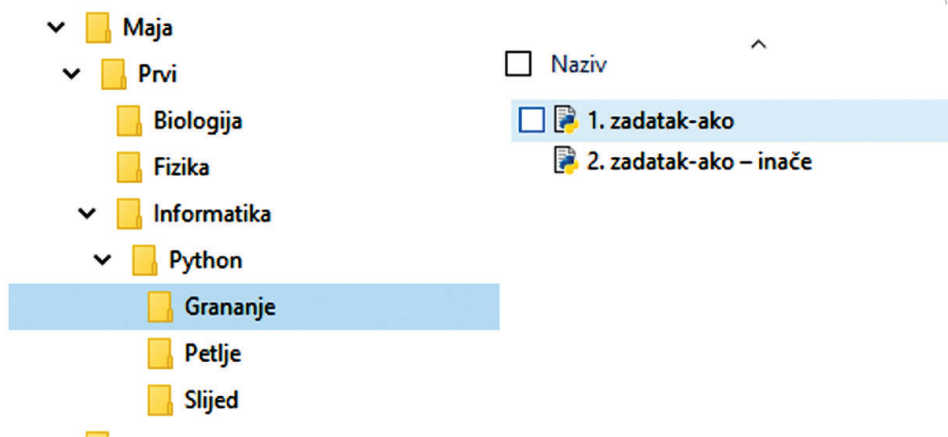 Maja
Prvi
Biologija
Fizika
Informatika
Python
Grananje
Petlje
Slijed
Naziv
1. zadatak-ako
2. zadatak-ako – inače